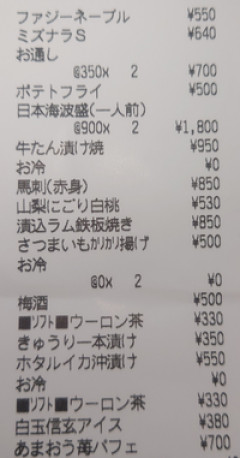 ファジーネーブル ¥550
ミズナラS ¥640
お通し
@350× 2 ¥700
ポテトフライ ¥500
日本海波盛(一人前)
@900× 2 ¥1,800
牛たん漬け焼 ¥950
お冷 ¥0
馬刺(赤身) ¥850
山梨にごり白桃 ¥530
漬込ラム鉄板焼き ¥850
さつまいもカリカリ揚げ ¥500
お冷
@0× 2 ¥0
梅酒 ¥500
■ソフト■ウーロン茶 ¥330
きゅうり一本漬け ¥350
ホタルイカ沖漬け ¥550
お冷 ¥0
■ソフト■ウーロン茶 ¥330
白玉信玄アイス ¥380
あまおう苺パフェ ¥700